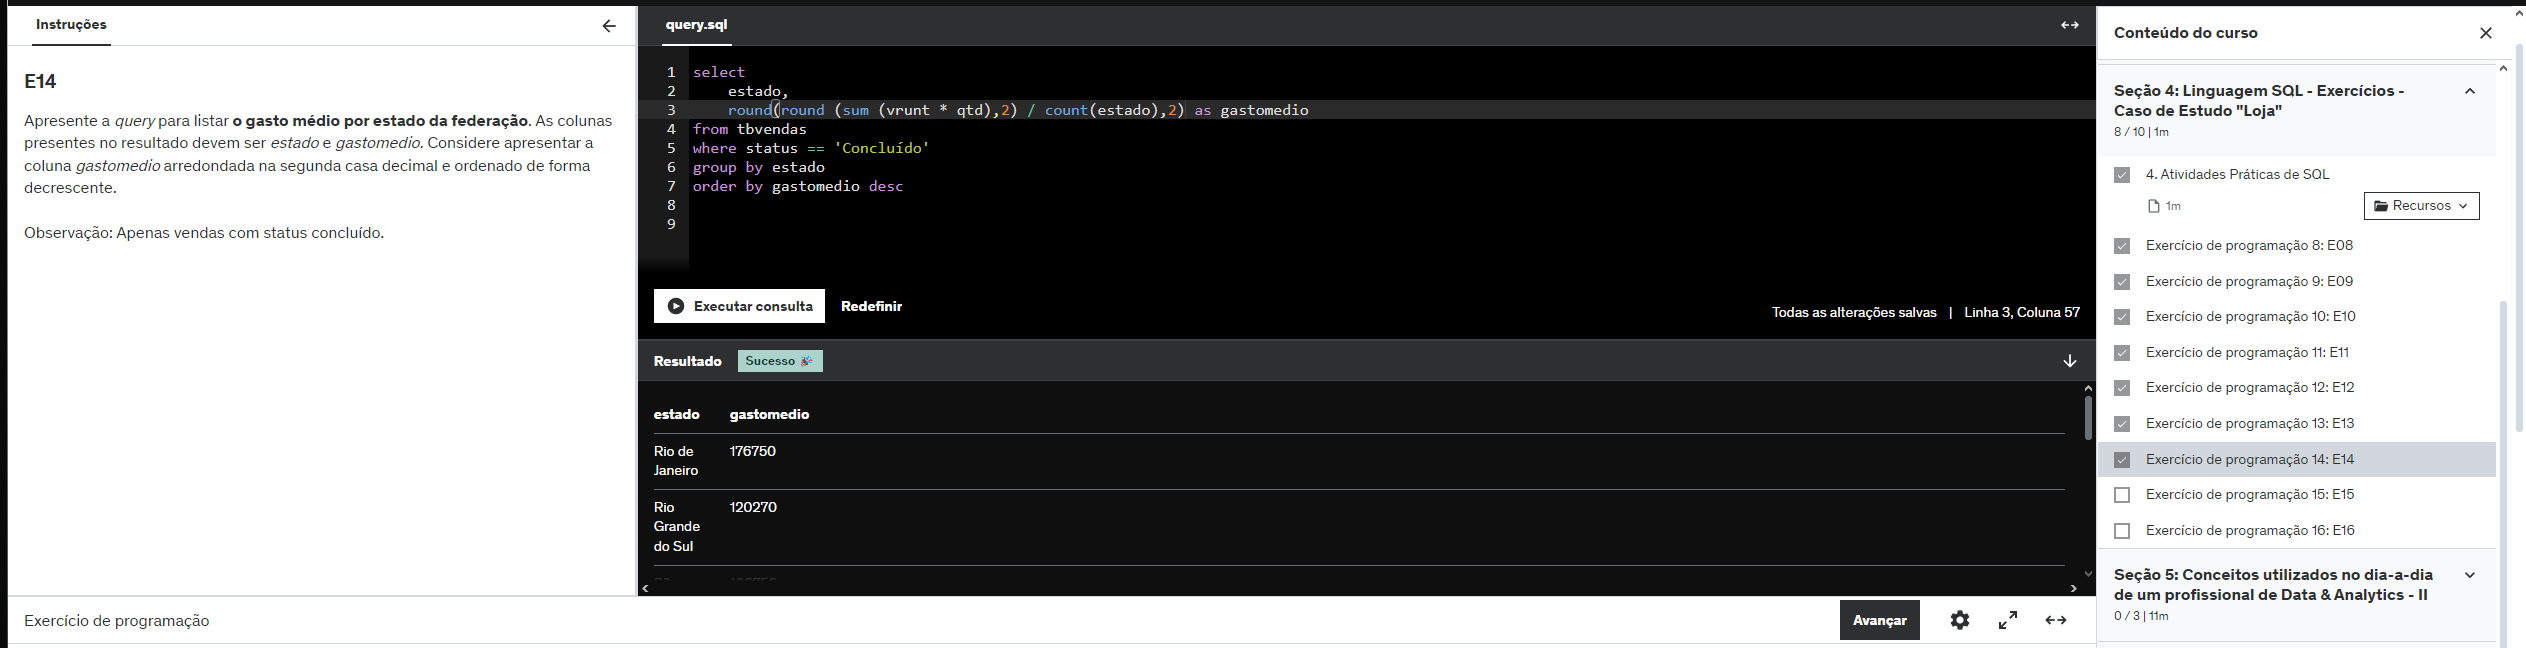 Instruções
E14
Apresente a query para listar o gasto médio por estado da federação. As colunas
presentes no resultado devem ser estado e gastomedio. Considere apresentar a
coluna gastomedio arredondada na segunda casa decimal e ordenado de forma
decrescente.
Observação: Apenas vendas com status concluído.
query.sql
1 select
2     estado,
3     round(round (sum (vrunt * qtd),2) / count(estado),2) as gastomedio
4 from tbvendas
5 where status == 'Concluído'
6 group by estado
7 order by gastomedio desc
8
9
Executar consulta Redefinir
Todas as alterações salvas | Linha 3, Coluna 57
Resultado Sucesso
estado gastomedio
Rio de
Janeiro
176750
Rio
Grande
do Sul
120270
Exercício de programação
Avançar
Conteúdo do curso
Seção 4: Linguagem SQL - Exercícios -
Caso de Estudo "Loja"
8 / 10 | 1m
4. Atividades Práticas de SQL
1m
Recursos
Exercício de programação 8: E08
Exercício de programação 9: E09
Exercício de programação 10: E10
Exercício de programação 11: E11
Exercício de programação 12: E12
Exercício de programação 13: E13
Exercício de programação 14: E14
Exercício de programação 15: E15
Exercício de programação 16: E16
Seção 5: Conceitos utilizados no dia-a-dia
de um profissional de Data & Analytics - II
0 / 3 | 11m